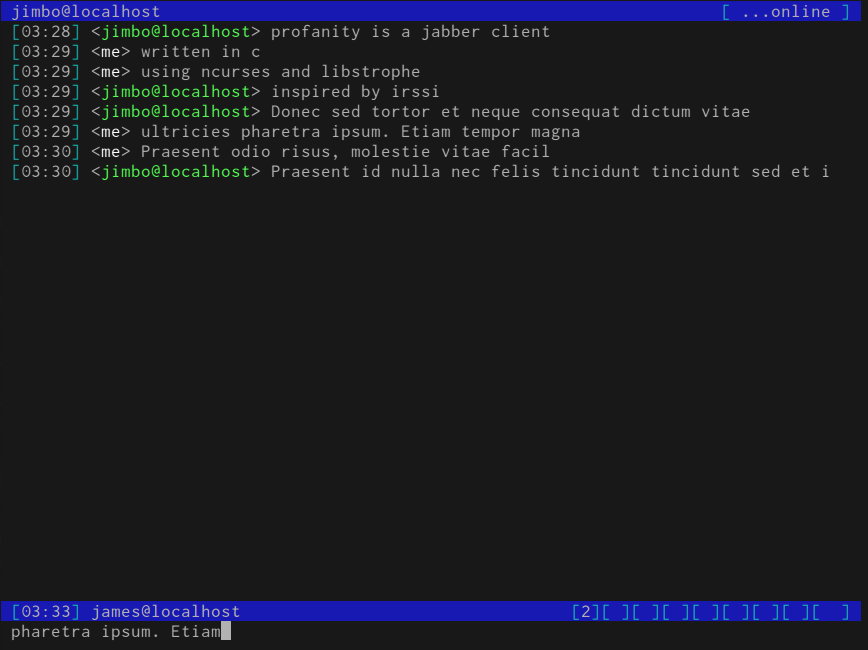 jimbo@localhost [ ...online ]
[03:28] <jimbo@localhost> profanity is a jabber client
[03:29] <me> written in c
[03:29] <me> using ncurses and libstrophe
[03:29] <jimbo@localhost> inspired by irssi
[03:29] <jimbo@localhost> Donec sed tortor et neque consequat dictum vitae
[03:29] <me> ultricies pharetra ipsum. Etiam tempor magna
[03:30] <me> Praesent odio risus, molestie vitae facil
[03:30] <jimbo@localhost> Praesent id nulla nec felis tincidunt tincidunt sed et i
[03:33] james@localhost [2][ ][ ][ ][ ][ ][ ][ ][  ]
pharetra ipsum. Etiam